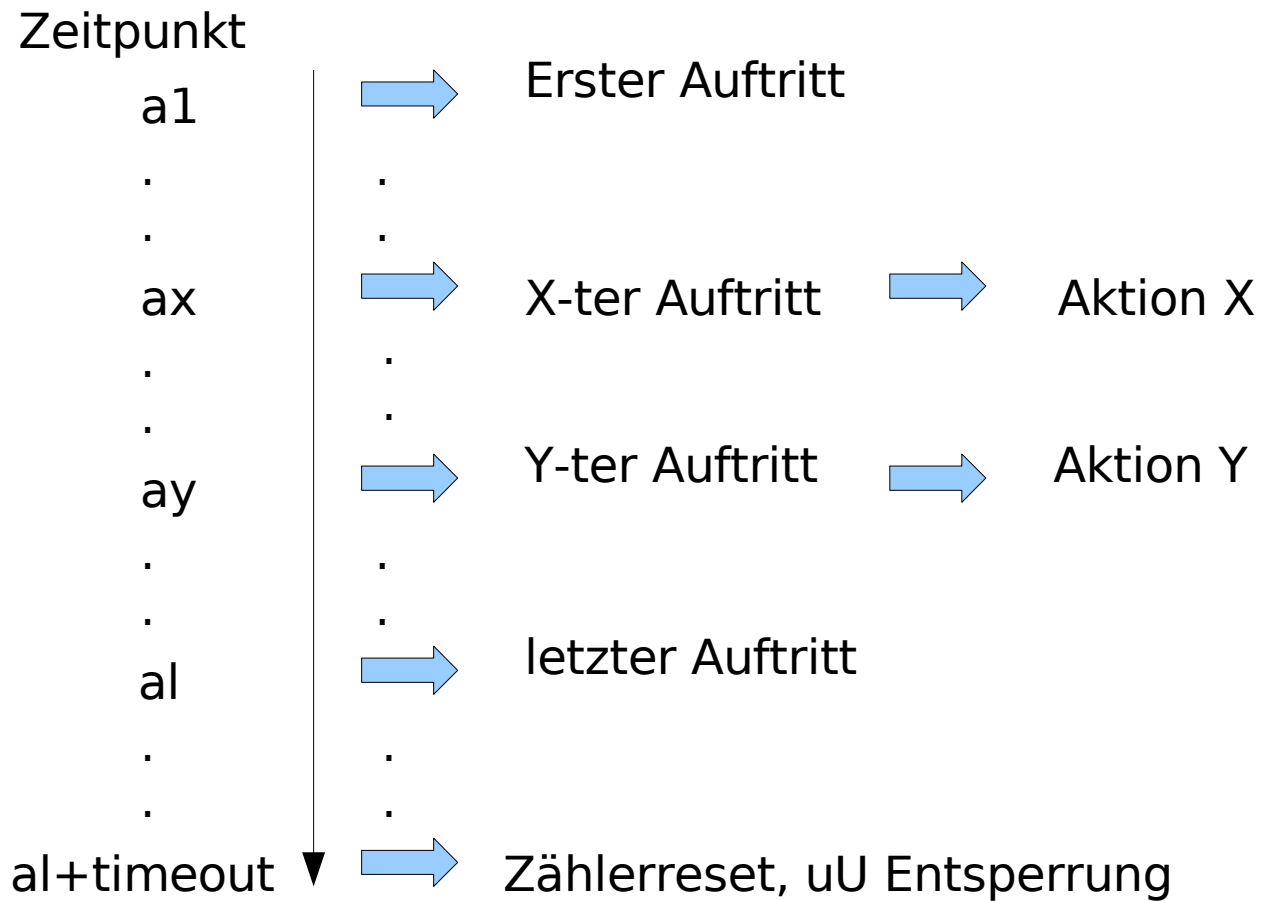 Zeitpunkt
a1
Erster Auftritt
.
.
.
.
ax
X-ter Auftritt
Aktion X
.
.
.
.
ay
Y-ter Auftritt
Aktion Y
.
.
.
.
al
letzter Auftritt
.
.
.
.
al+timeout
Zählerreset, uU Entsperrung